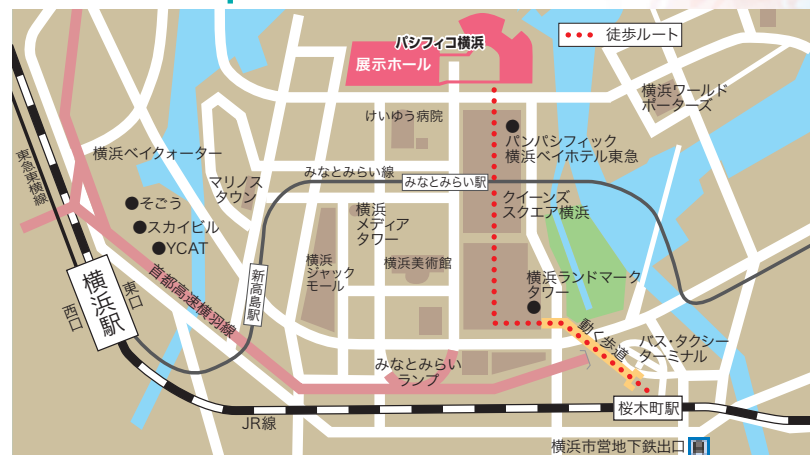 パシフィコ横浜
展示ホール
徒歩ルート
横浜ワールド
ポーターズ
けいゆう病院
パンパシフィック
横浜ベイホテル東急
東急東横線
横浜ベイクォーター
マリノス
タウン
みなとみらい線
みなとみらい駅
クイーンズ
スクエア横浜
●そごう
●スカイビル
●YCAT
横浜
メディア
タワー
横浜
ジャック
モール
横浜美術館
横浜ランドマーク
タワー
新高島駅
首都高速横羽線
横浜駅
東口
西口
動く歩道
バス・タクシー
ターミナル
みなとみらい
ランプ
桜木町駅
JR線
横浜市営地下鉄出口